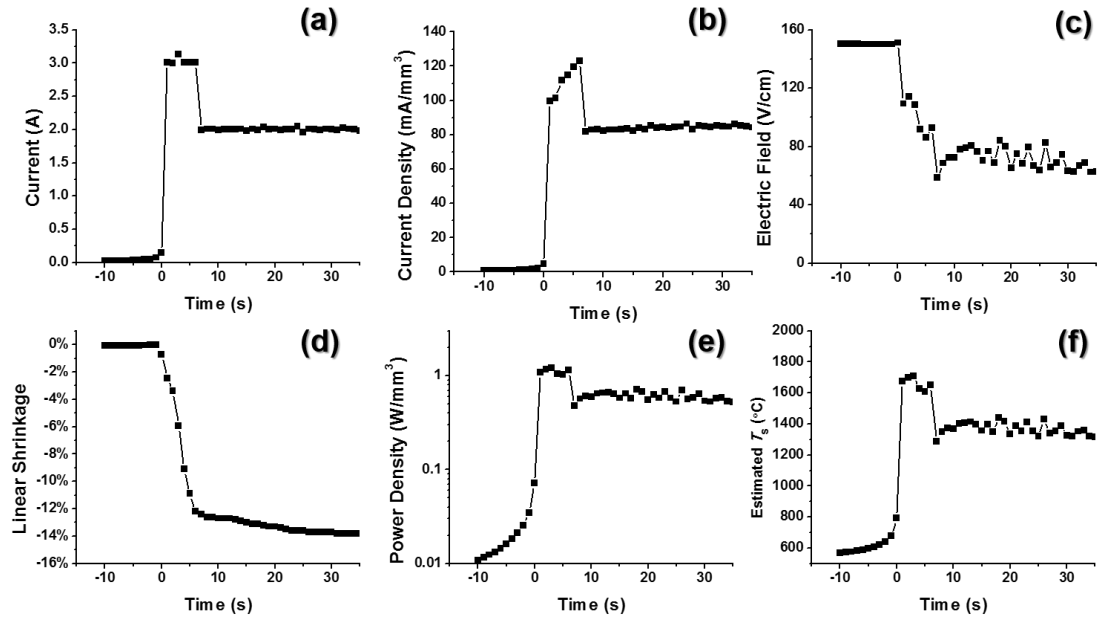 (a)
Current (A)
3.5
3.0
2.5
2.0
1.5
1.0
0.5
0.0
-10 0 10 20 30
Time (s)
(b)
Current Density (mA/mm³)
140
120
100
80
60
40
20
0
-10 0 10 20 30
Time (s)
(c)
Electric Field (V/cm)
160
120
80
40
0
-10 0 10 20 30
Time (s)
(d)
Linear Shrinkage
0%
-2%
-4%
-6%
-8%
-10%
-12%
-14%
-16%
-10 0 10 20 30
Time (s)
(e)
Power Density (W/mm³)
1
0.1
0.01
-10 0 10 20 30
Time (s)
(f)
Estimated Tₛ (°C)
2000
1800
1600
1400
1200
1000
800
600
-10 0 10 20 30
Time (s)